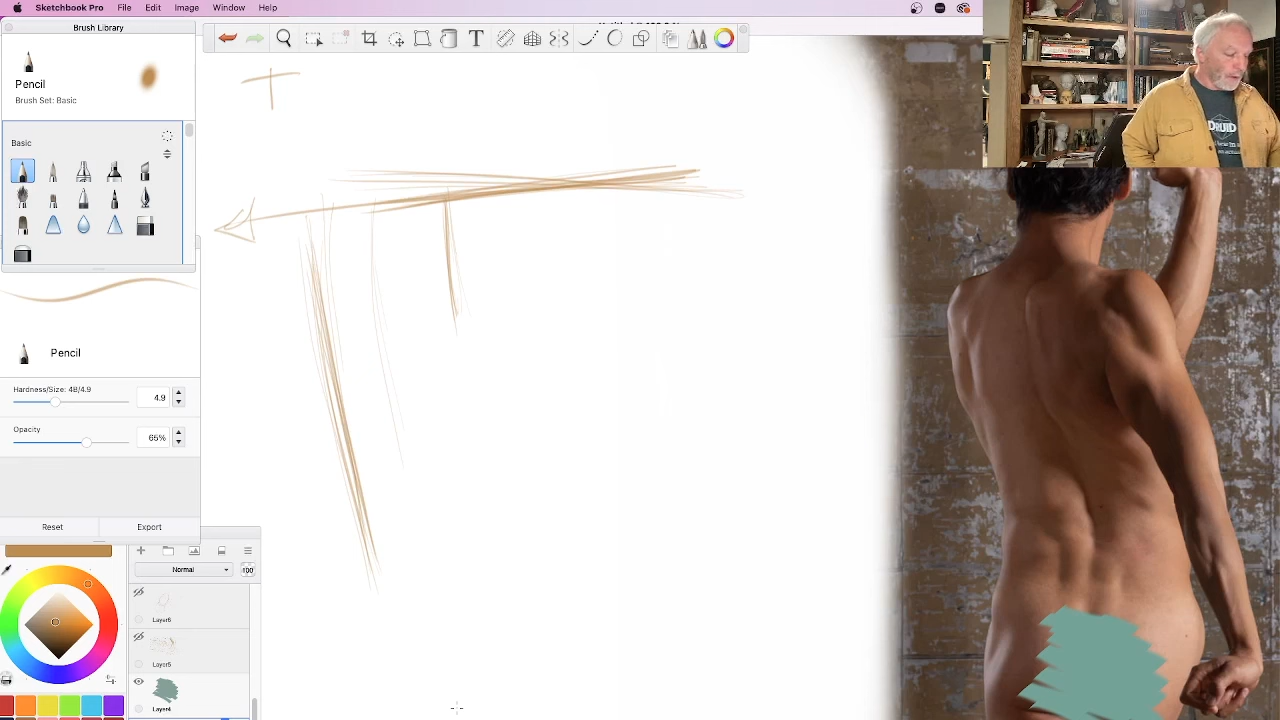 Sketchbook Pro File Edit Image Window Help
Brush Library
Pencil
Brush Set: Basic
Basic
Pencil
Hardness/Size: 4B/4.9
4.9
Opacity
65%
Reset Export
Normal 100
Layer6
Layer5
Layer4
T
DRUID